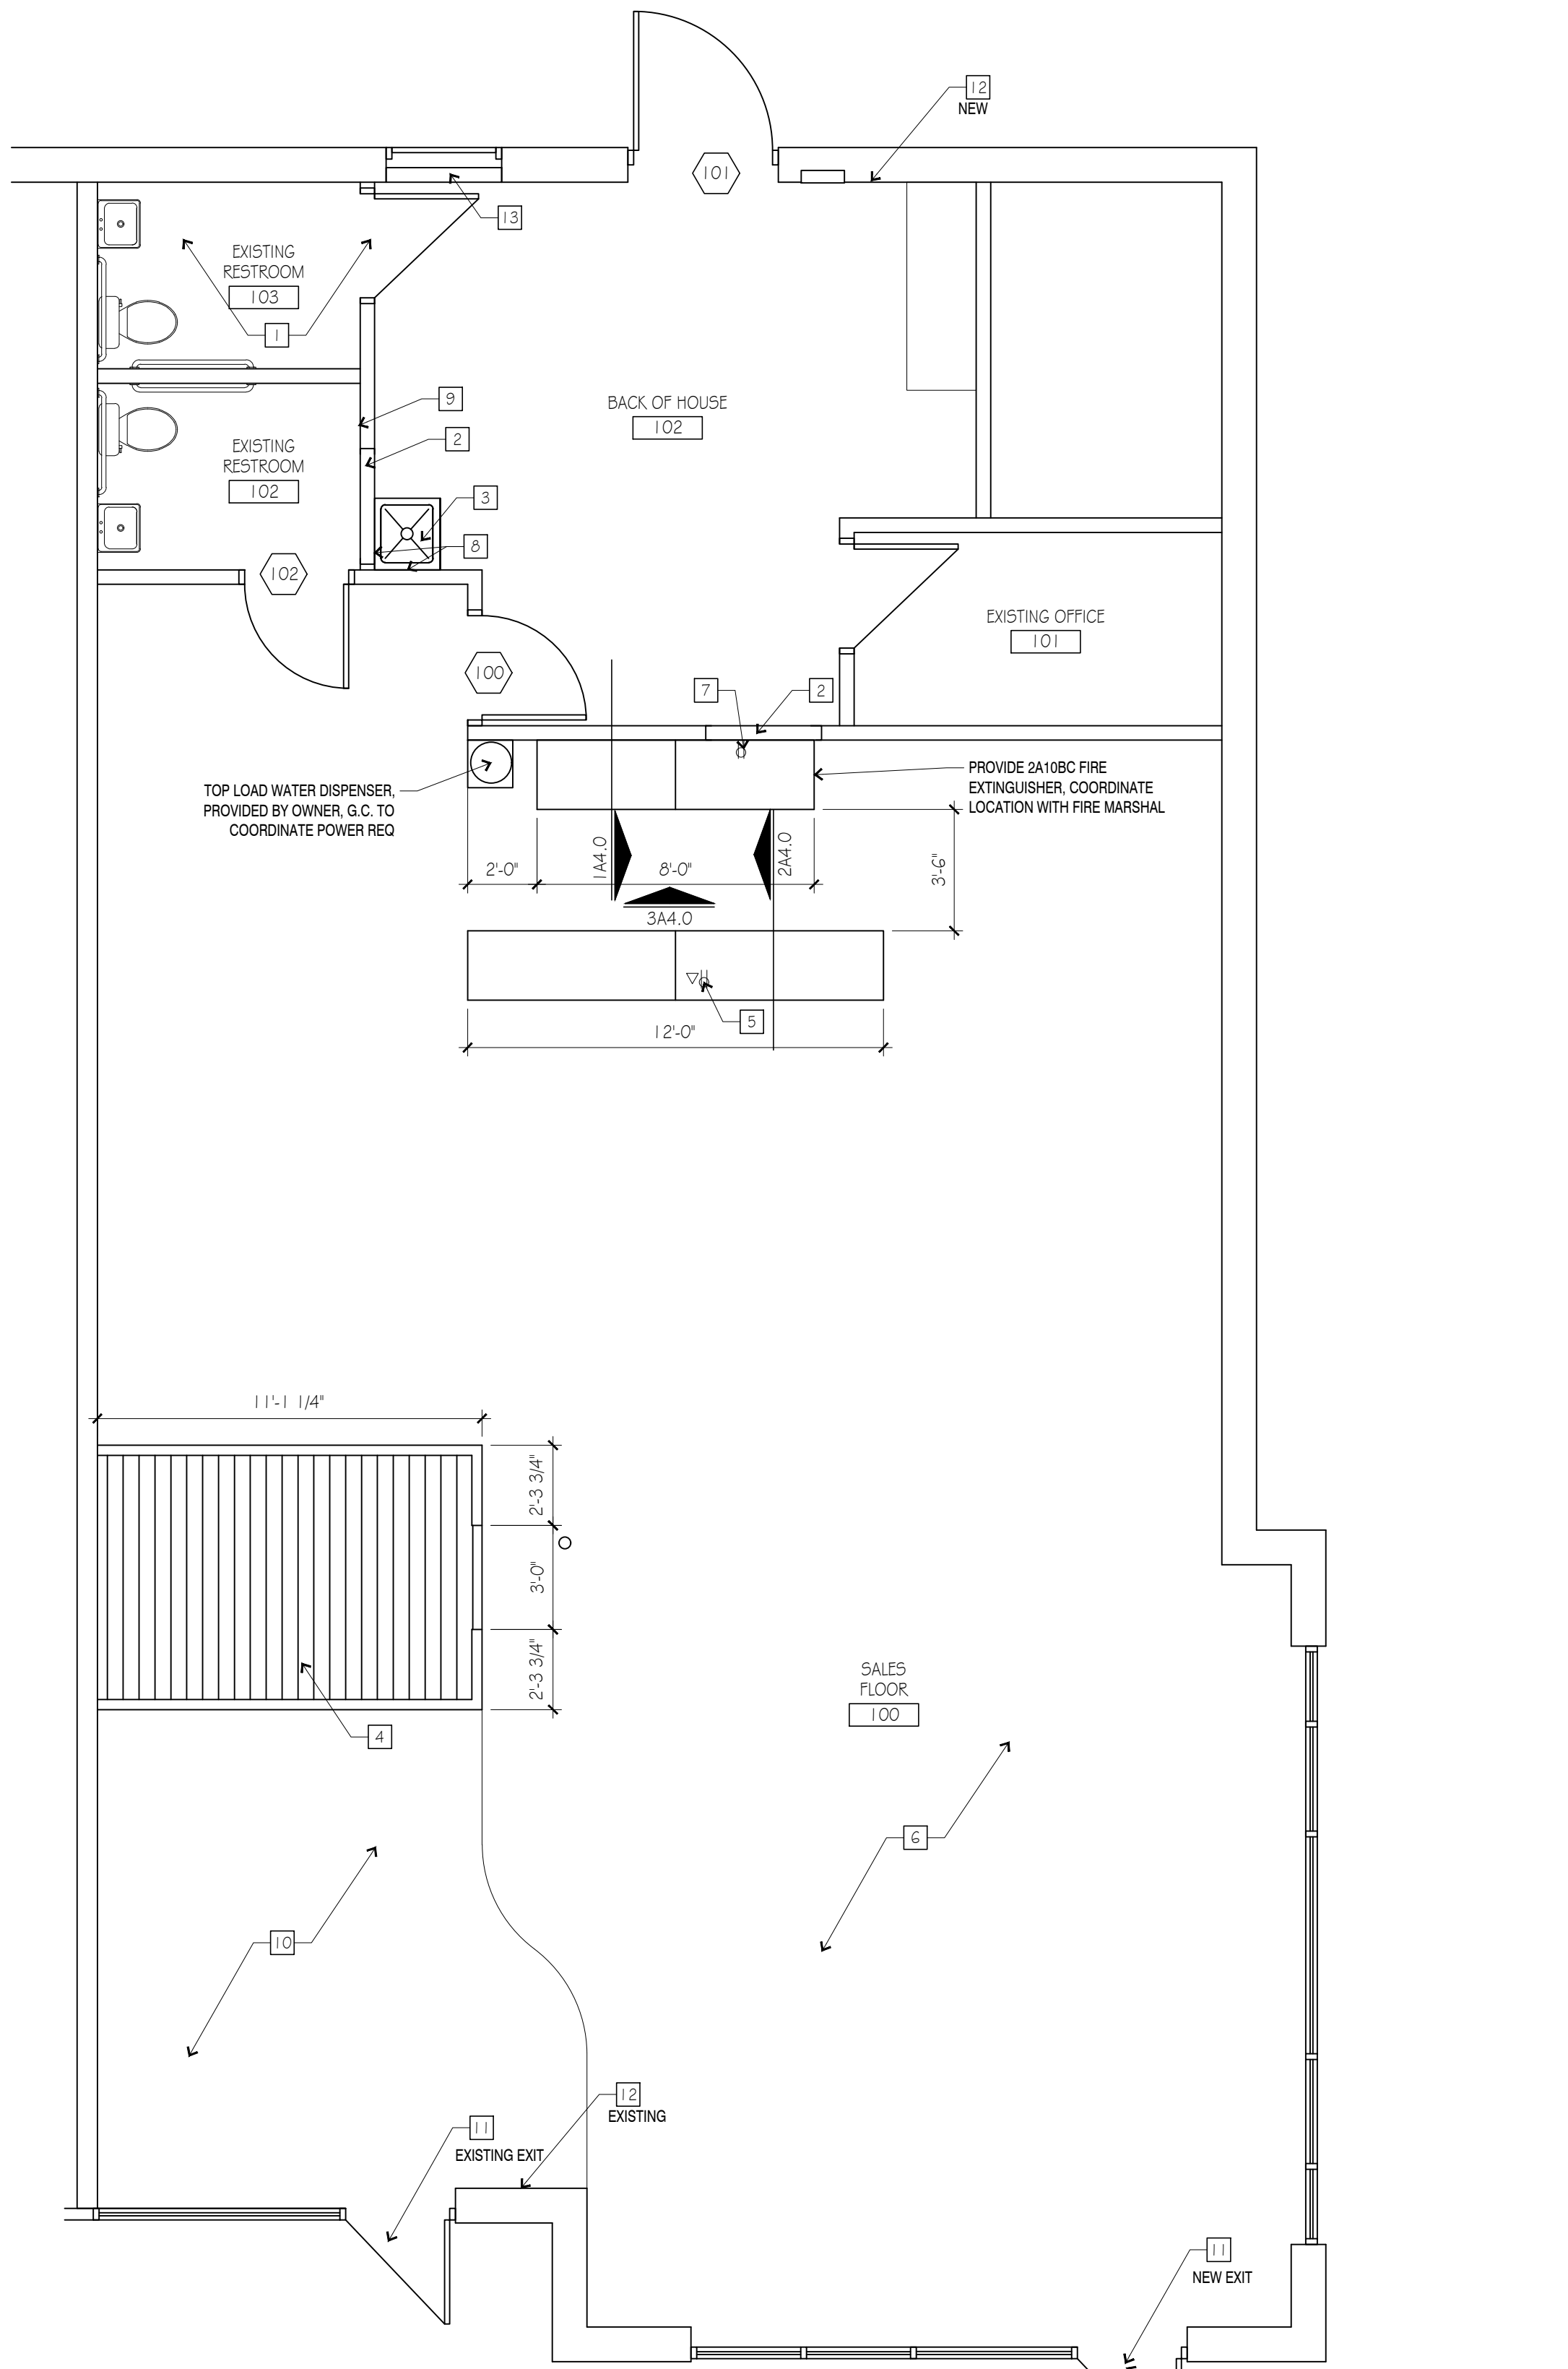 12
NEW
101
13
EXISTING
RESTROOM
103
1
9
BACK OF HOUSE
102
2
EXISTING
RESTROOM
102
3
8
102
EXISTING OFFICE
101
100
7
2
TOP LOAD WATER DISPENSER,
PROVIDED BY OWNER, G.C. TO
COORDINATE POWER REQ
PROVIDE 2A10BC FIRE
EXTINGUISHER, COORDINATE
LOCATION WITH FIRE MARSHAL
2'-0"
1A4.0
8'-0"
2A4.0
3'-6"
3A4.0
5
12'-0"
11'-1 1/4"
2'-3 3/4"
3'-0"
2'-3 3/4"
SALES
FLOOR
100
4
6
10
12
EXISTING
11
EXISTING EXIT
11
NEW EXIT